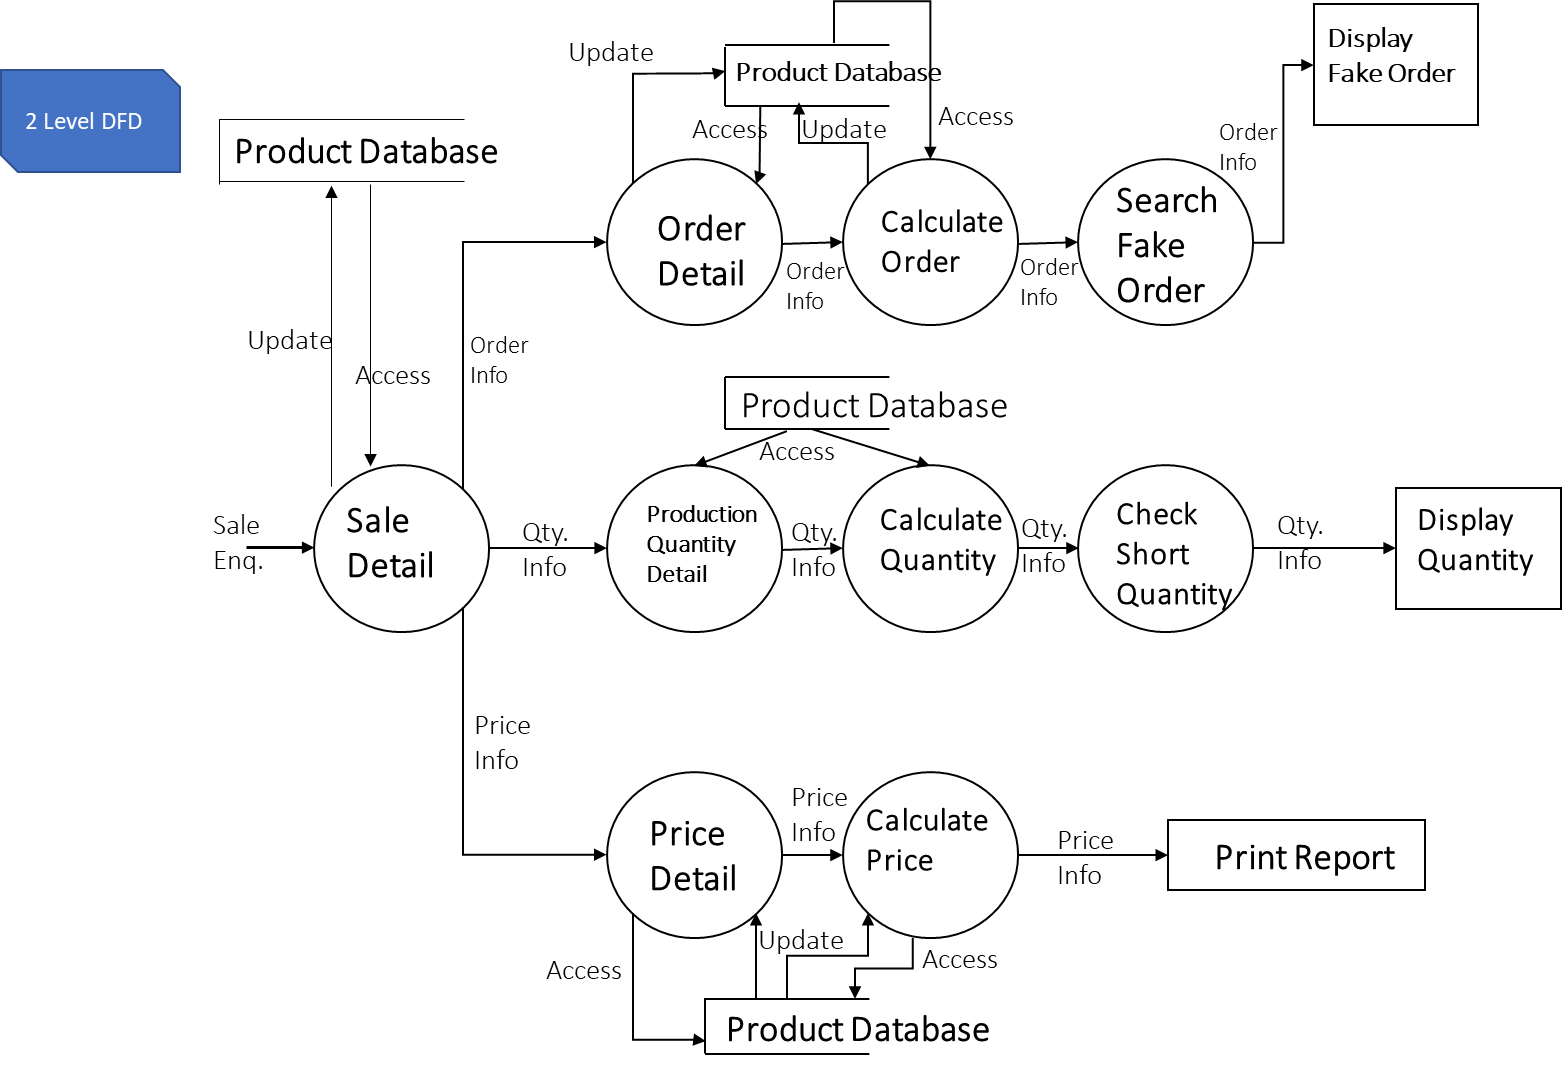 2 Level DFD
Product Database
Update
Access
Sale
Enq.
Sale
Detail
Order
Info
Update
Product Database
Access
Update
Access
Order
Detail
Order
Info
Calculate
Order
Order
Info
Search
Fake
Order
Order
Info
Display
Fake Order
Qty.
Info
Product Database
Access
Production
Quantity
Detail
Qty.
Info
Calculate
Quantity
Qty.
Info
Check
Short
Quantity
Qty.
Info
Display
Quantity
Price
Info
Price
Detail
Price
Info
Calculate
Price
Price
Info
Print Report
Access
Update
Access
Product Database